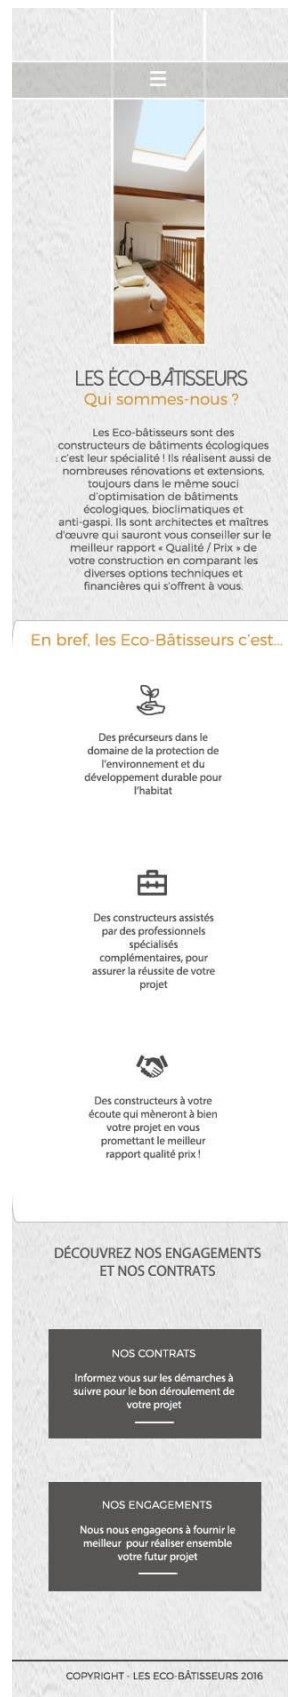 LES ÉCO-BÂTISSEURS
Qui sommes-nous ?
Les Eco-bâtisseurs sont des
constructeurs de bâtiments écologiques
: c'est leur spécialité ! Ils réalisent aussi de
nombreuses rénovations et extensions,
toujours dans le même souci
d'optimisation de bâtiments
écologiques, bioclimatiques et
anti-gaspi. Ils sont architectes et maîtres
d'œuvre qui sauront vous conseiller sur le
meilleur rapport « Qualité / Prix » de
votre construction en comparant les
diverses options techniques et
financières qui s'offrent à vous.
En bref, les Eco-Bâtisseurs c'est...
Des précurseurs dans le
domaine de la protection de
l'environnement et du
développement durable pour
l'habitat
Des constructeurs assistés
par des professionnels
spécialisés
complémentaires, pour
assurer la réussite de votre
projet
Des constructeurs à votre
écoute qui mèneront à bien
votre projet en vous
promettant le meilleur
rapport qualité prix !
DÉCOUVREZ NOS ENGAGEMENTS
ET NOS CONTRATS
NOS CONTRATS
Informez vous sur les démarches à
suivre pour le bon déroulement de
votre projet
NOS ENGAGEMENTS
Nous nous engageons à fournir le
meilleur pour réaliser ensemble
votre futur projet
COPYRIGHT - LES ECO-BÂTISSEURS 2016